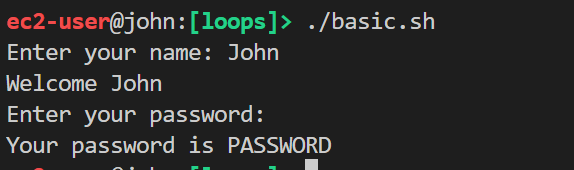 ec2-user@john:[loops]> ./basic.sh
Enter your name: John
Welcome John
Enter your password:
Your password is PASSWORD